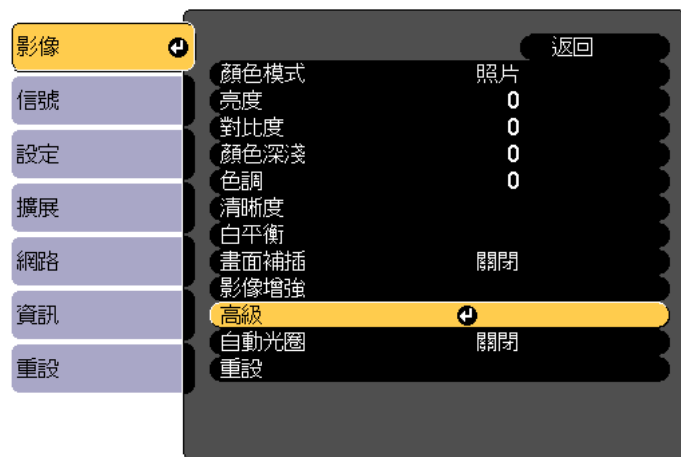 影像
信號
設定
擴展
網路
資訊
重設
返回
顏色模式 照片
亮度 0
對比度 0
顏色深淺 0
色調 0
清晰度
白平衡
畫面補插 關閉
影像增強
高級
自動光圈 關閉
重設